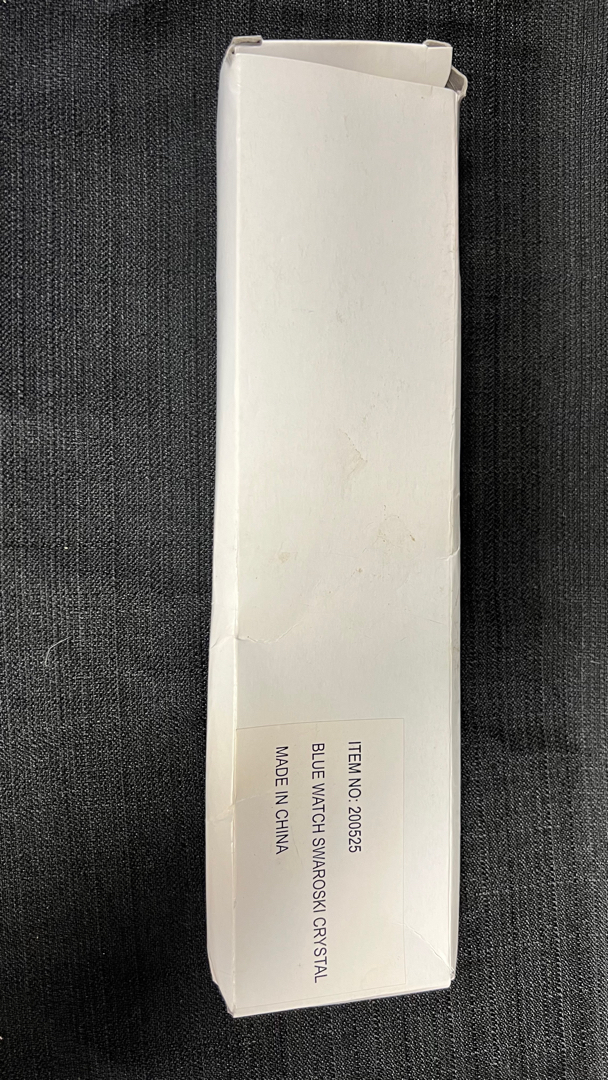 ITEM NO: 200525
BLUE WATCH SWAROSKI CRYSTAL
MADE IN CHINA